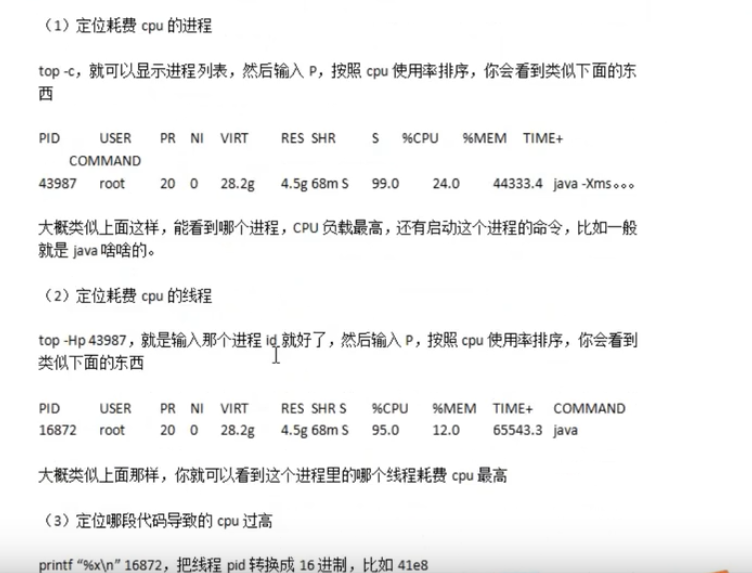 （1）定位耗费 cpu 的进程
top -c，就可以显示进程列表，然后输入 P，按照 cpu 使用率排序，你会看到类似下面的东
西
PID USER PR NI VIRT RES SHR S %CPU %MEM TIME+
COMMAND
43987 root 20 0 28.2g 4.5g 68m S 99.0 24.0 44333.4 java -Xms。。。
大概类似上面这样，能看到哪个进程，CPU 负载最高，还有启动这个进程的命令，比如一般
就是 java 啥啥的。
（2）定位耗费 cpu 的线程
top -Hp 43987，就是输入那个进程 id 就好了，然后输入 P，按照 cpu 使用率排序，你会看到
类似下面的东西
PID USER PR NI VIRT RES SHR S %CPU %MEM TIME+ COMMAND
16872 root 20 0 28.2g 4.5g 68m S 95.0 12.0 65543.3 java
大概类似上面那样，你就可以看到这个进程里的哪个线程耗费 cpu 最高
（3）定位哪段代码导致的 cpu 过高
printf “%x\n” 16872，把线程 pid 转换成 16 进制，比如 41e8